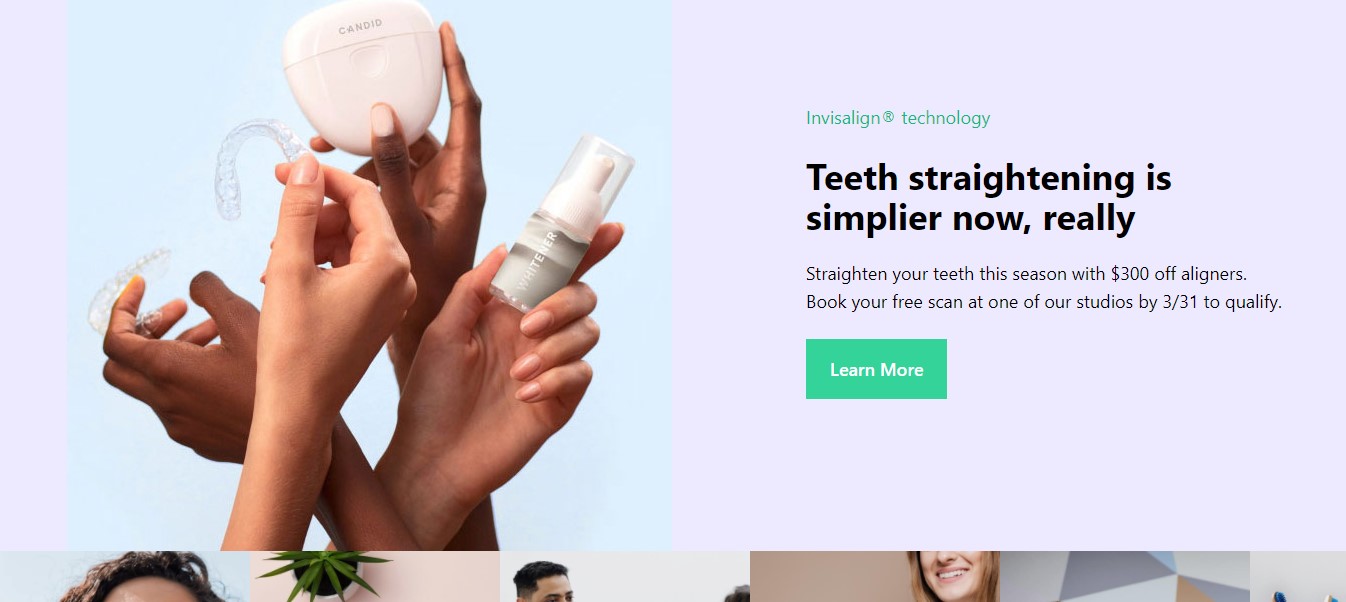 CANDID
WHITENER
Invisalign® technology
Teeth straightening is
simplier now, really
Straighten your teeth this season with $300 off aligners.
Book your free scan at one of our studios by 3/31 to qualify.
Learn More